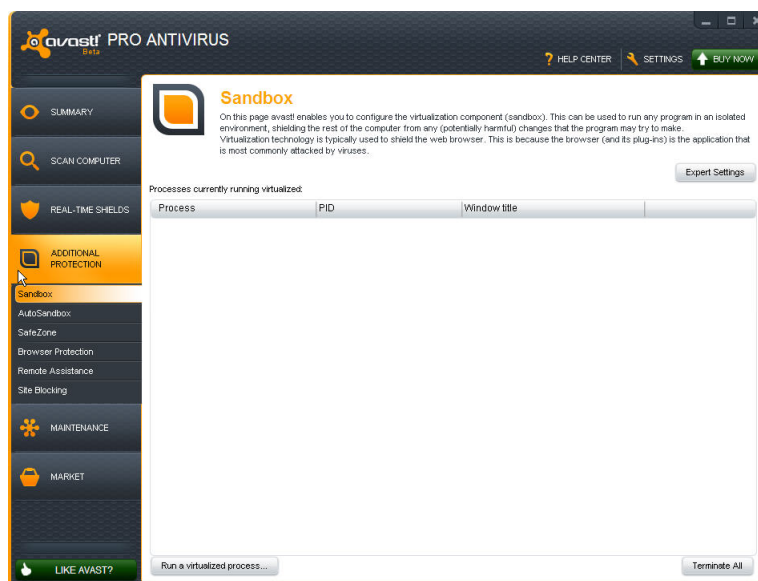 avast! PRO ANTIVIRUS
Beta
HELP CENTER
SETTINGS
BUY NOW
SUMMARY
SCAN COMPUTER
REAL-TIME SHIELDS
ADDITIONAL
PROTECTION
Sandbox
AutoSandbox
SafeZone
Browser Protection
Remote Assistance
Site Blocking
MAINTENANCE
MARKET
LIKE AVAST?
Sandbox
On this page avast! enables you to configure the virtualization component (sandbox). This can be used to run any program in an isolated
environment, shielding the rest of the computer from any (potentially harmful) changes that the program may try to make.
Virtualization technology is typically used to shield the web browser. This is because the browser (and its plug-ins) is the application that
is most commonly attacked by viruses.
Expert Settings
Processes currently running virtualized:
Process PID Window title
Run a virtualized process...
Terminate All